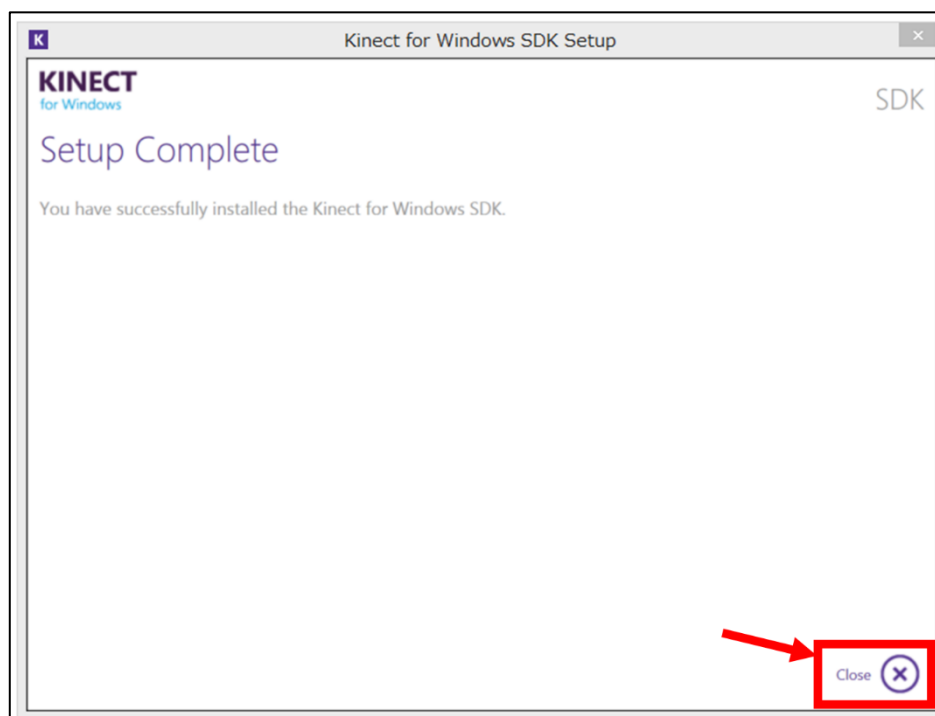 K
Kinect for Windows SDK Setup
KINECT
for Windows
SDK
Setup Complete
You have successfully installed the Kinect for Windows SDK.
Close